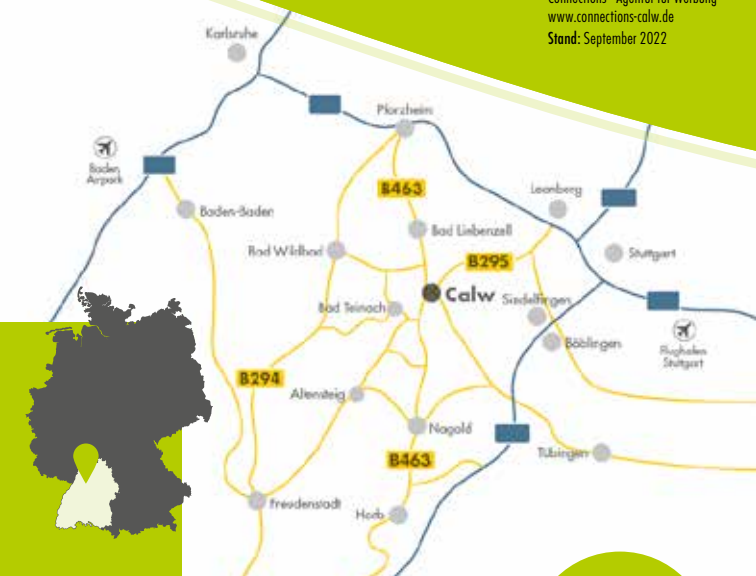 www.connections-calw.de
Stand: September 2022
Karlsruhe
Pforzheim
Baden
Airpark
B463
Leonberg
Baden-Baden
Bad Liebenzell
Bad Wildbad
B295
Stuttgart
Calw
Sindelfingen
Bad Teinach
Böblingen
Flughafen
Stuttgart
B294
Altensteig
Nagold
B463
Tübingen
Freudenstadt
Horb